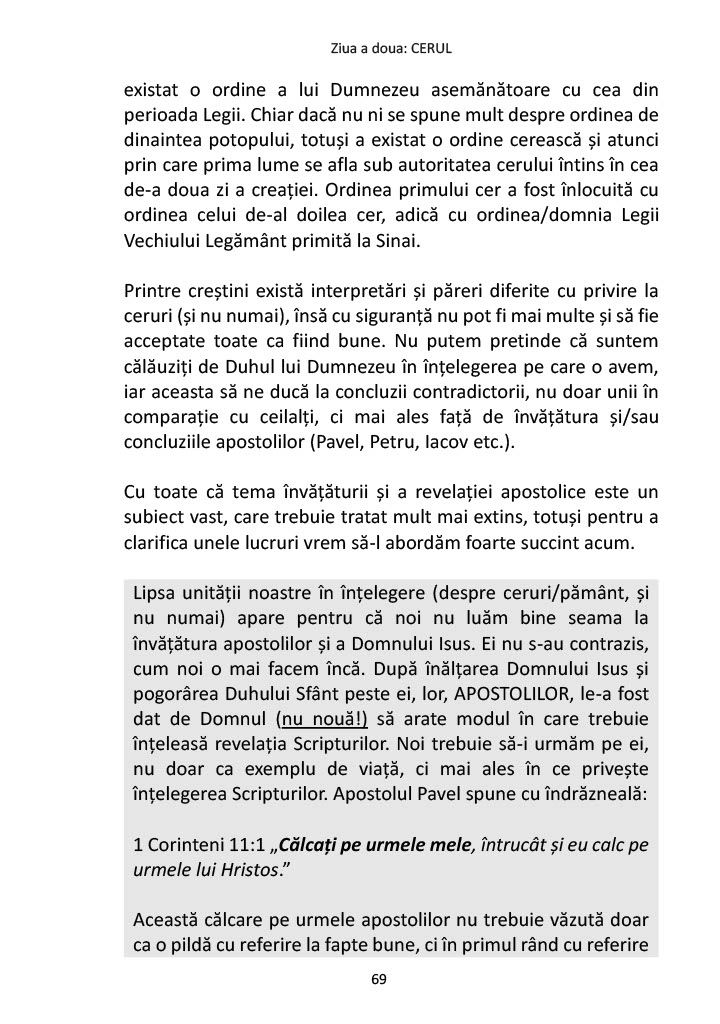 Ziua a doua: CERUL
existat o ordine a lui Dumnezeu asemănătoare cu cea din
perioada Legii. Chiar dacă nu ni se spune mult despre ordinea de
dinaintea potopului, totuși a existat o ordine cerească și atunci
prin care prima lume se afla sub autoritatea cerului întins în cea
de-a doua zi a creației. Ordinea primului cer a fost înlocuită cu
ordinea celui de-al doilea cer, adică cu ordinea/domnia Legii
Vechiului Legământ primită la Sinai.
Printre creștini există interpretări și păreri diferite cu privire la
ceruri (și nu numai), însă cu siguranță nu pot fi mai multe și să fie
acceptate toate ca fiind bune. Nu putem pretinde că suntem
călăuziți de Duhul lui Dumnezeu în înțelegerea pe care o avem,
iar aceasta să ne ducă la concluzii contradictorii, nu doar unii în
comparație cu ceilalți, ci mai ales față de învățătura și/sau
concluziile apostolilor (Pavel, Petru, Iacov etc.).
Cu toate că tema învățăturii și a revelației apostolice este un
subiect vast, care trebuie tratat mult mai extins, totuși pentru a
clarifica unele lucruri vrem să-l abordăm foarte succint acum.
Lipsa unității noastre în înțelegere (despre ceruri/pământ, și
nu numai) apare pentru că noi nu luăm bine seama la
învățătura apostolilor și a Domnului Isus. Ei nu s-au contrazis,
cum noi o mai facem încă. După înălțarea Domnului Isus și
pogorârea Duhului Sfânt peste ei, lor, APOSTOLILOR, le-a fost
dat de Domnul (nu nouă!) să arate modul în care trebuie
înțeleasă revelația Scripturilor. Noi trebuie să-i urmăm pe ei,
nu doar ca exemplu de viață, ci mai ales în ce privește
înțelegerea Scripturilor. Apostolul Pavel spune cu îndrăzneală:
1 Corinteni 11:1 „Călcați pe urmele mele, întrucât și eu calc pe
urmele lui Hristos.”
Această călcare pe urmele apostolilor nu trebuie văzută doar
ca o pildă cu referire la fapte bune, ci în primul rând cu referire
69